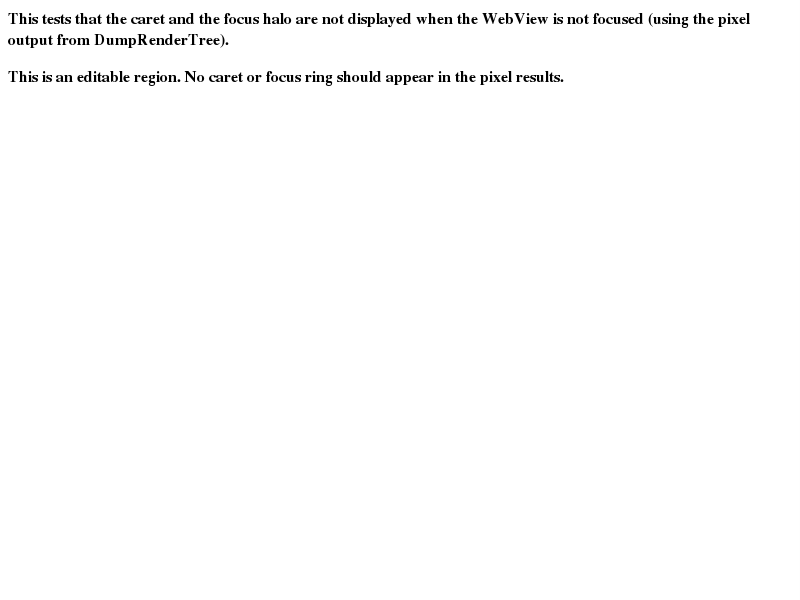 This tests that the caret and the focus halo are not displayed when the WebView is not focused (using the pixel
output from DumpRenderTree).
This is an editable region. No caret or focus ring should appear in the pixel results.